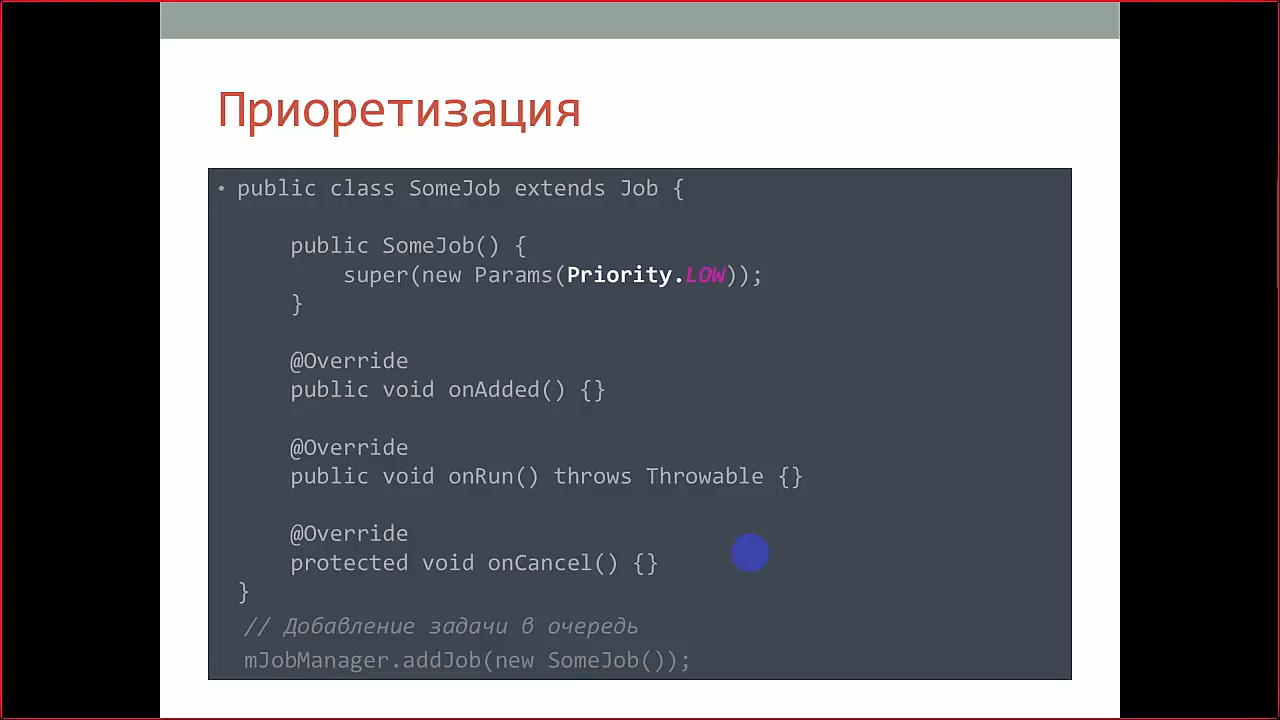 Приоретизация
• public class SomeJob extends Job {
public SomeJob() {
super(new Params(Priority.LOW));
}
@Override
public void onAdded() {}
@Override
public void onRun() throws Throwable {}
@Override
protected void onCancel() {}
}
// Добавление задачи в очередь
mJobManager.addJob(new SomeJob());